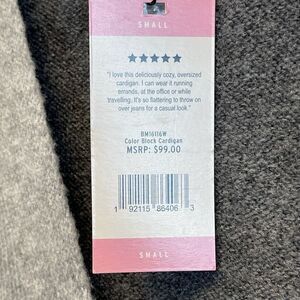 SMALL
"I love this deliciously cozy, oversized
cardigan. I can wear it running
errands, at the office or while
travelling. It's so flattering to throw on
over jeans for a casual look."
BM16116W
Color Block Cardigan
MSRP: $99.00
1 92115 86406 3
SMALL